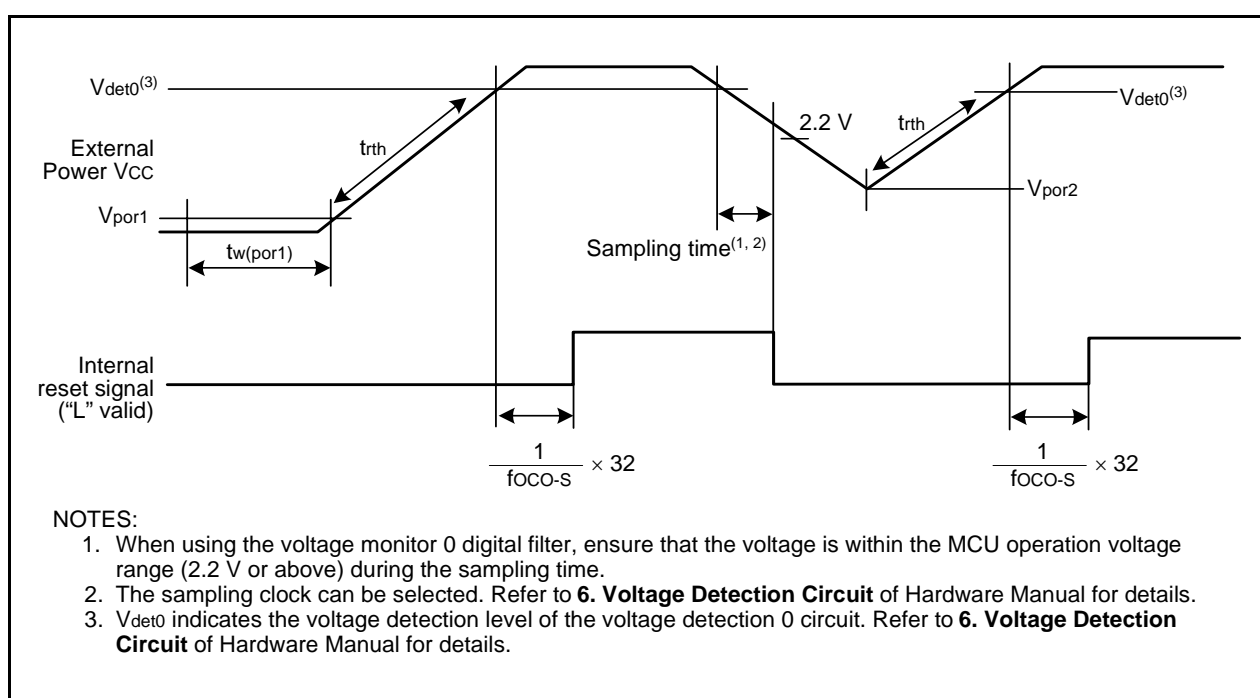 Vdet0(3)
External
Power VCC
trth
Vpor1
tw(por1)
2.2 V
trth
Vdet0(3)
Vpor2
Sampling time(1, 2)
Internal
reset signal
(“L” valid)
1
fOCO-S
× 32
1
fOCO-S
× 32
NOTES:
1. When using the voltage monitor 0 digital filter, ensure that the voltage is within the MCU operation voltage
range (2.2 V or above) during the sampling time.
2. The sampling clock can be selected. Refer to 6. Voltage Detection Circuit of Hardware Manual for details.
3. Vdet0 indicates the voltage detection level of the voltage detection 0 circuit. Refer to 6. Voltage Detection
Circuit of Hardware Manual for details.